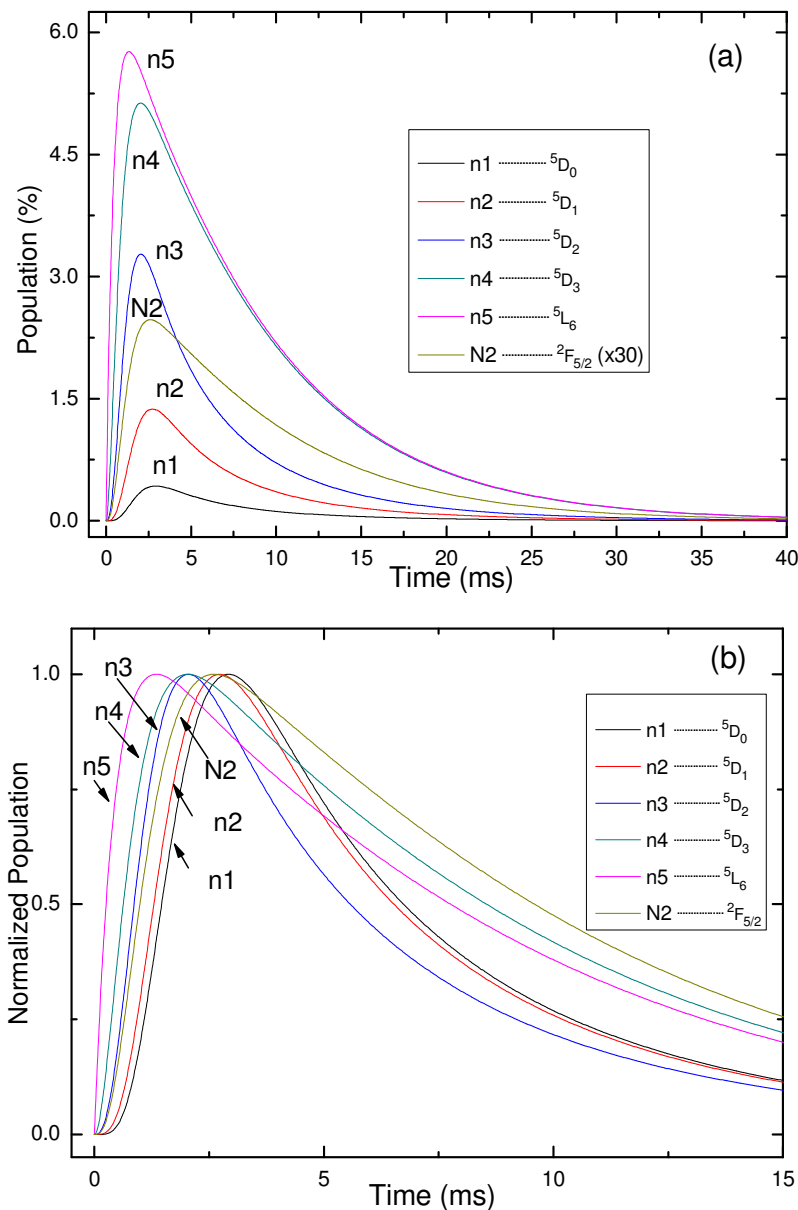 (a)
6.0
4.5
3.0
1.5
0.0
Population (%)
n5
n4
n3
N2
n2
n1
n1 ----------- ⁵D₀
n2 ----------- ⁵D₁
n3 ----------- ⁵D₂
n4 ----------- ⁵D₃
n5 ----------- ⁵L₆
N2 ----------- ²F₅/₂ (x30)
0 5 10 15 20 25 30 35 40
Time (ms)
(b)
1.0
0.5
0.0
Normalized Population
n3
n4
n5
N2
n2
n1
n1 ----------- ⁵D₀
n2 ----------- ⁵D₁
n3 ----------- ⁵D₂
n4 ----------- ⁵D₃
n5 ----------- ⁵L₆
N2 ----------- ²F₅/₂
0 5 10 15
Time (ms)